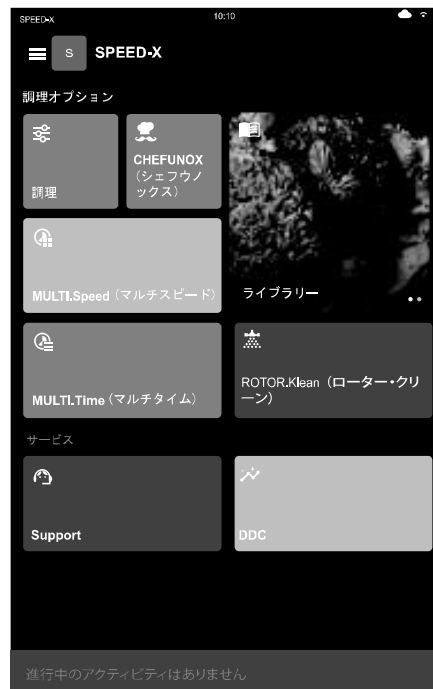 SPEED-X
10:10
S
SPEED-X
調理オプション
調理
CHEFUNOX
(シェフウノ
ックス)
ライブラリー
MULTI.Speed (マルチスピード)
MULTI.Time (マルチタイム)
ROTOR.Klean (ローター・クリ
ーン)
サービス
Support
DDC
進行中のアクティビティはありません